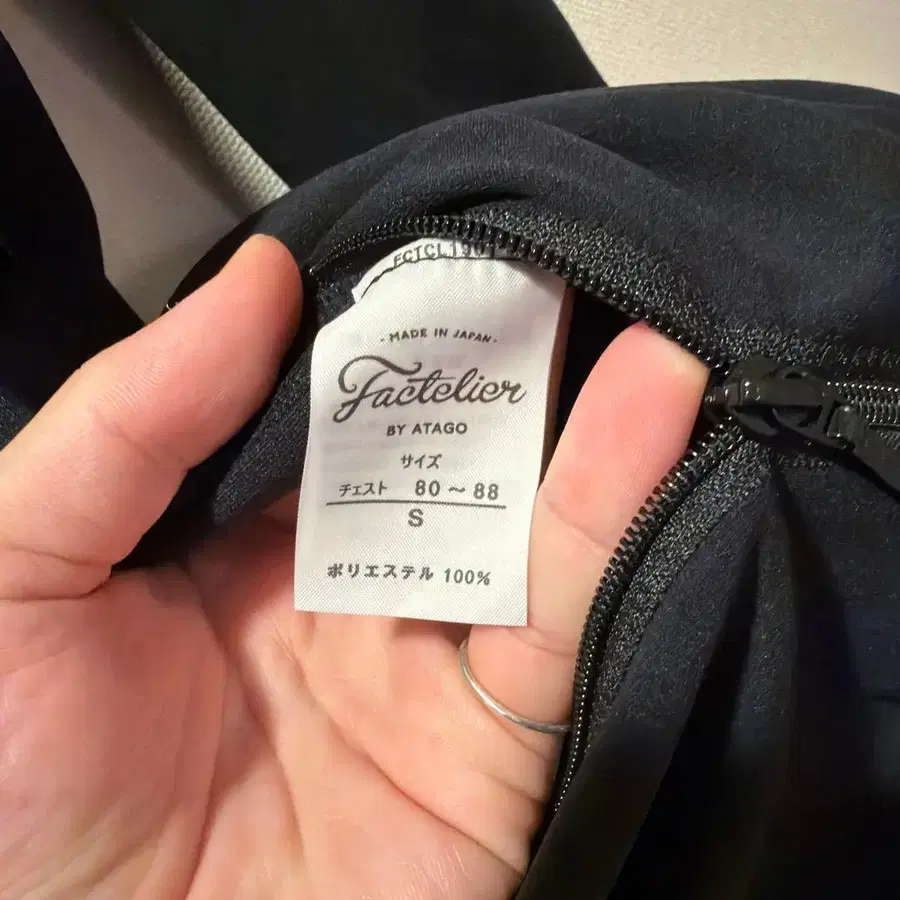 - MADE IN JAPAN -
Factelier
BY ATAGO
サイズ
チェスト 80〜88
S
ポリエステル 100%